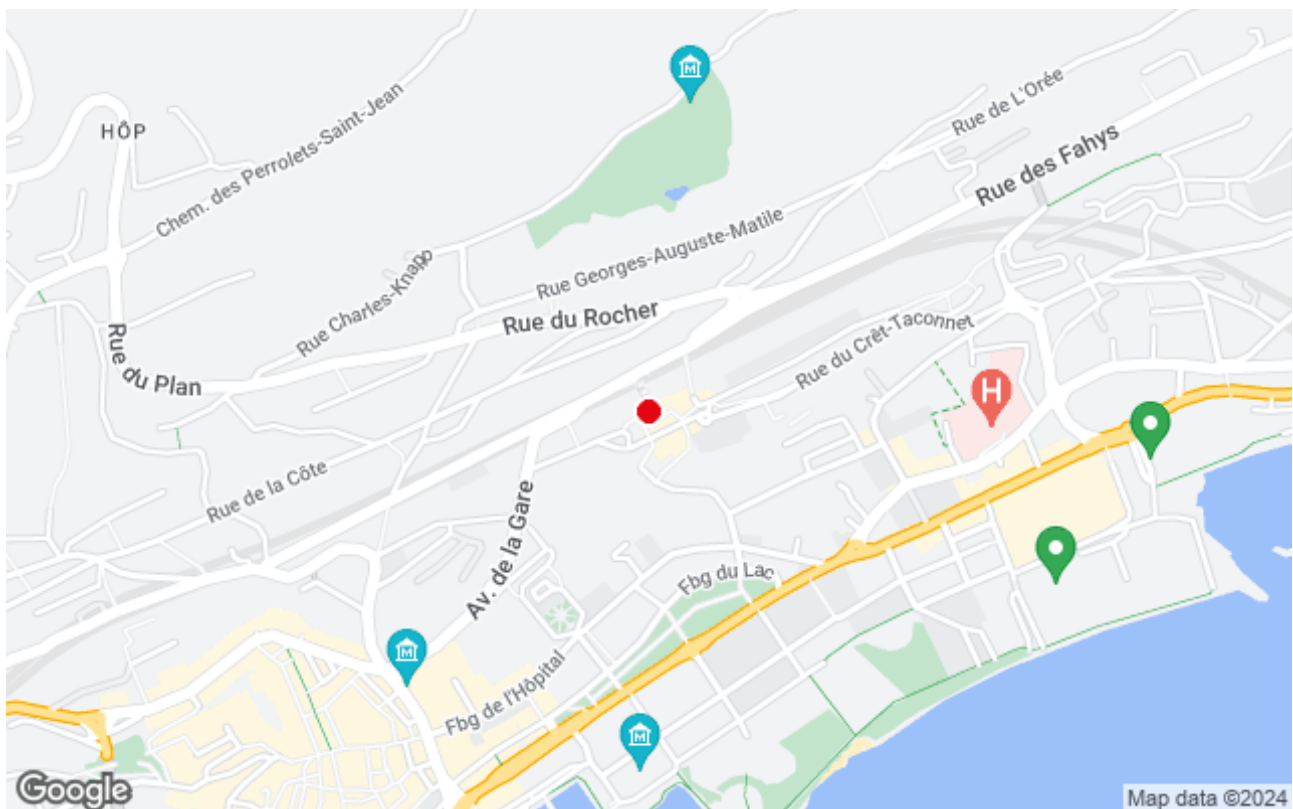 HÔP
Chem. des Perrolets-Saint-Jean
Rue de L'Orée
Rue des Fahys
Rue Georges-Auguste-Matile
Rue Charles-Knapp
Rue du Rocher
Rue du Crêt-Taconnet
Rue du Plan
H
Rue de la Côte
Av. de la Gare
Fbg du Lac
M
M
M
Fbg de l'Hôpital
Google
Map data ©2024